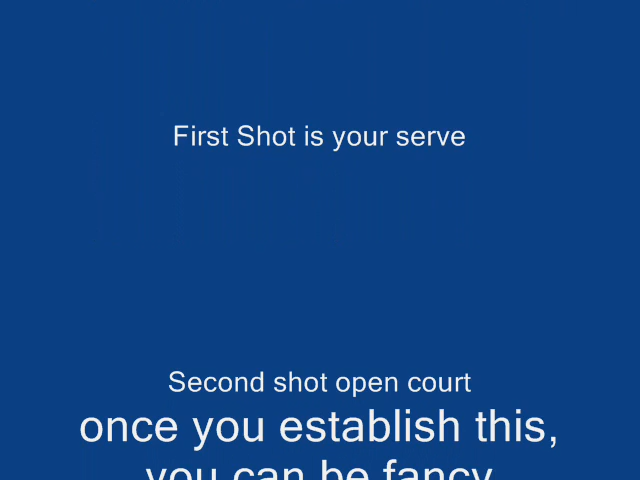 First Shot is your serve
Second shot open court
once you establish this,
you can be fancy